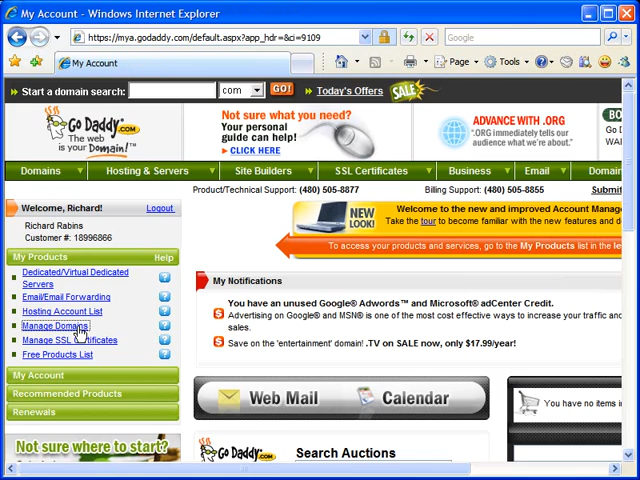 My Account - Windows Internet Explorer
https://mya.godaddy.com/default.aspx?app_hdr=&ci=9109
Google
My Account
Page
Tools
Start a domain search:
com
GO!
Today's Offers
SALE
Go Daddy.com
The web
is your Domain!™
Not sure what you need?
Your personal
guide can help!
CLICK HERE
ADVANCE WITH .ORG
.ORG immediately tells our
audience what we're about."
BO
Go D
WAI
Domains
Hosting & Servers
Site Builders
SSL Certificates
Business
Email
Domain
Product/Technical Support: (480) 505-8877
Billing Support: (480) 505-8855
Submit
Welcome, Richard!
Logout
Richard Rabins
Customer #: 18996866
My Products
Help
Dedicated/Virtual Dedicated
Servers
Email/Email Forwarding
Hosting Account List
Manage Domains
Manage SSL Certificates
Free Products List
My Account
Recommended Products
Renewals
Not sure where to start?
NEW
LOOK!
Welcome to the new and improved Account Manage
Take the tour to become familiar with the new features and d
To access your products and services, go to the My Products list in the le
My Notifications
You have an unused Google® Adwords™ and Microsoft® adCenter Credit.
Advertising on Google® and MSN® is one of the most cost effective ways to increase your traffic and
sales.
Save on the 'entertainment' domain! .TV on SALE now, only $17.99/year!
Web Mail
Calendar
You have no items i
Go Daddy.com
Search Auctions